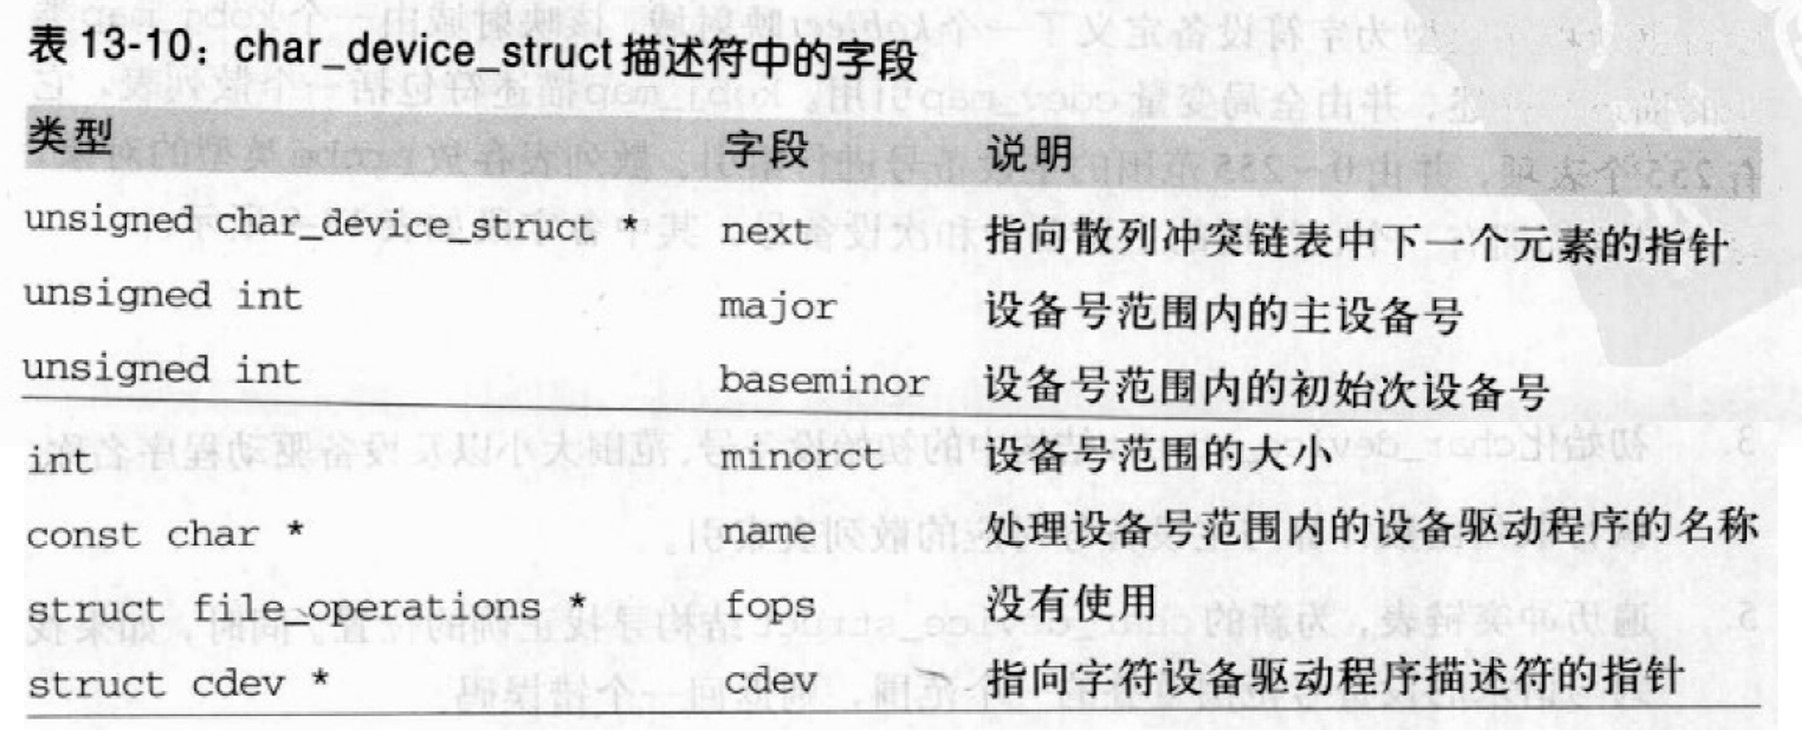 表 13-10：char_device_struct 描述符中的字段
类型 字段 说明
unsigned char_device_struct * next 指向散列冲突链表中下一个元素的指针
unsigned int major 设备号范围内的主设备号
unsigned int baseminor 设备号范围内的初始次设备号
int minorct 设备号范围的大小
const char * name 处理设备号范围内的设备驱动程序的名称
struct file_operations * fops 没有使用
struct cdev * cdev 指向字符设备驱动程序描述符的指针